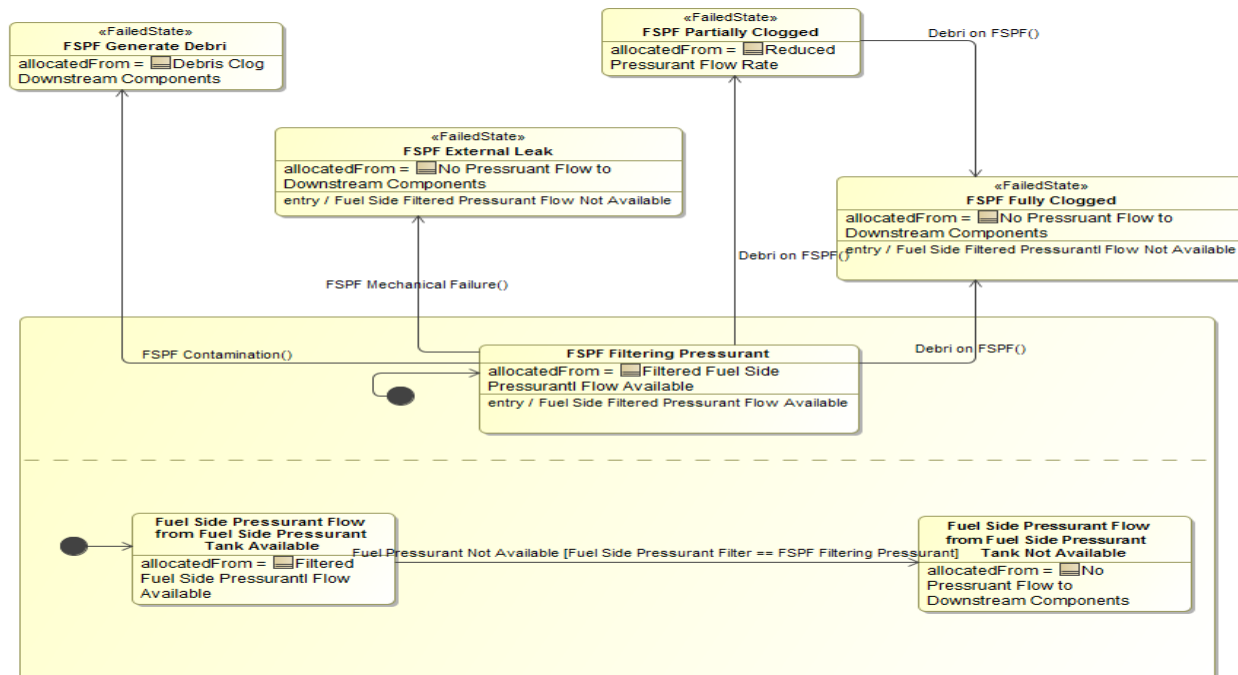 «FailedState»
FSPF Generate Debri
allocatedFrom = Debris Clog
Downstream Components
«FailedState»
FSPF Partially Clogged
allocatedFrom = Reduced
Pressurant Flow Rate
Debri on FSPF()
«FailedState»
FSPF External Leak
allocatedFrom = No Pressruant Flow to
Downstream Components
entry / Fuel Side Filtered Pressurant Flow Not Available
«FailedState»
FSPF Fully Clogged
allocatedFrom = No Pressruant Flow to
Downstream Components
entry / Fuel Side Filtered Pressurantl Flow Not Available
Debri on FSPF()
FSPF Mechanical Failure()
FSPF Contamination()
Debri on FSPF()
FSPF Filtering Pressurant
allocatedFrom = Filtered Fuel Side
Pressurantl Flow Available
entry / Fuel Side Filtered Pressurant Flow Available
Fuel Side Pressurant Flow
from Fuel Side Pressurant
Tank Available
allocatedFrom = Filtered
Fuel Side Pressurantl Flow
Available
Fuel Pressurant Not Available [Fuel Side Pressurant Filter == FSPF Filtering Pressurant]
Fuel Side Pressurant Flow
from Fuel Side Pressurant
Tank Not Available
allocatedFrom = No
Pressruant Flow to
Downstream Components